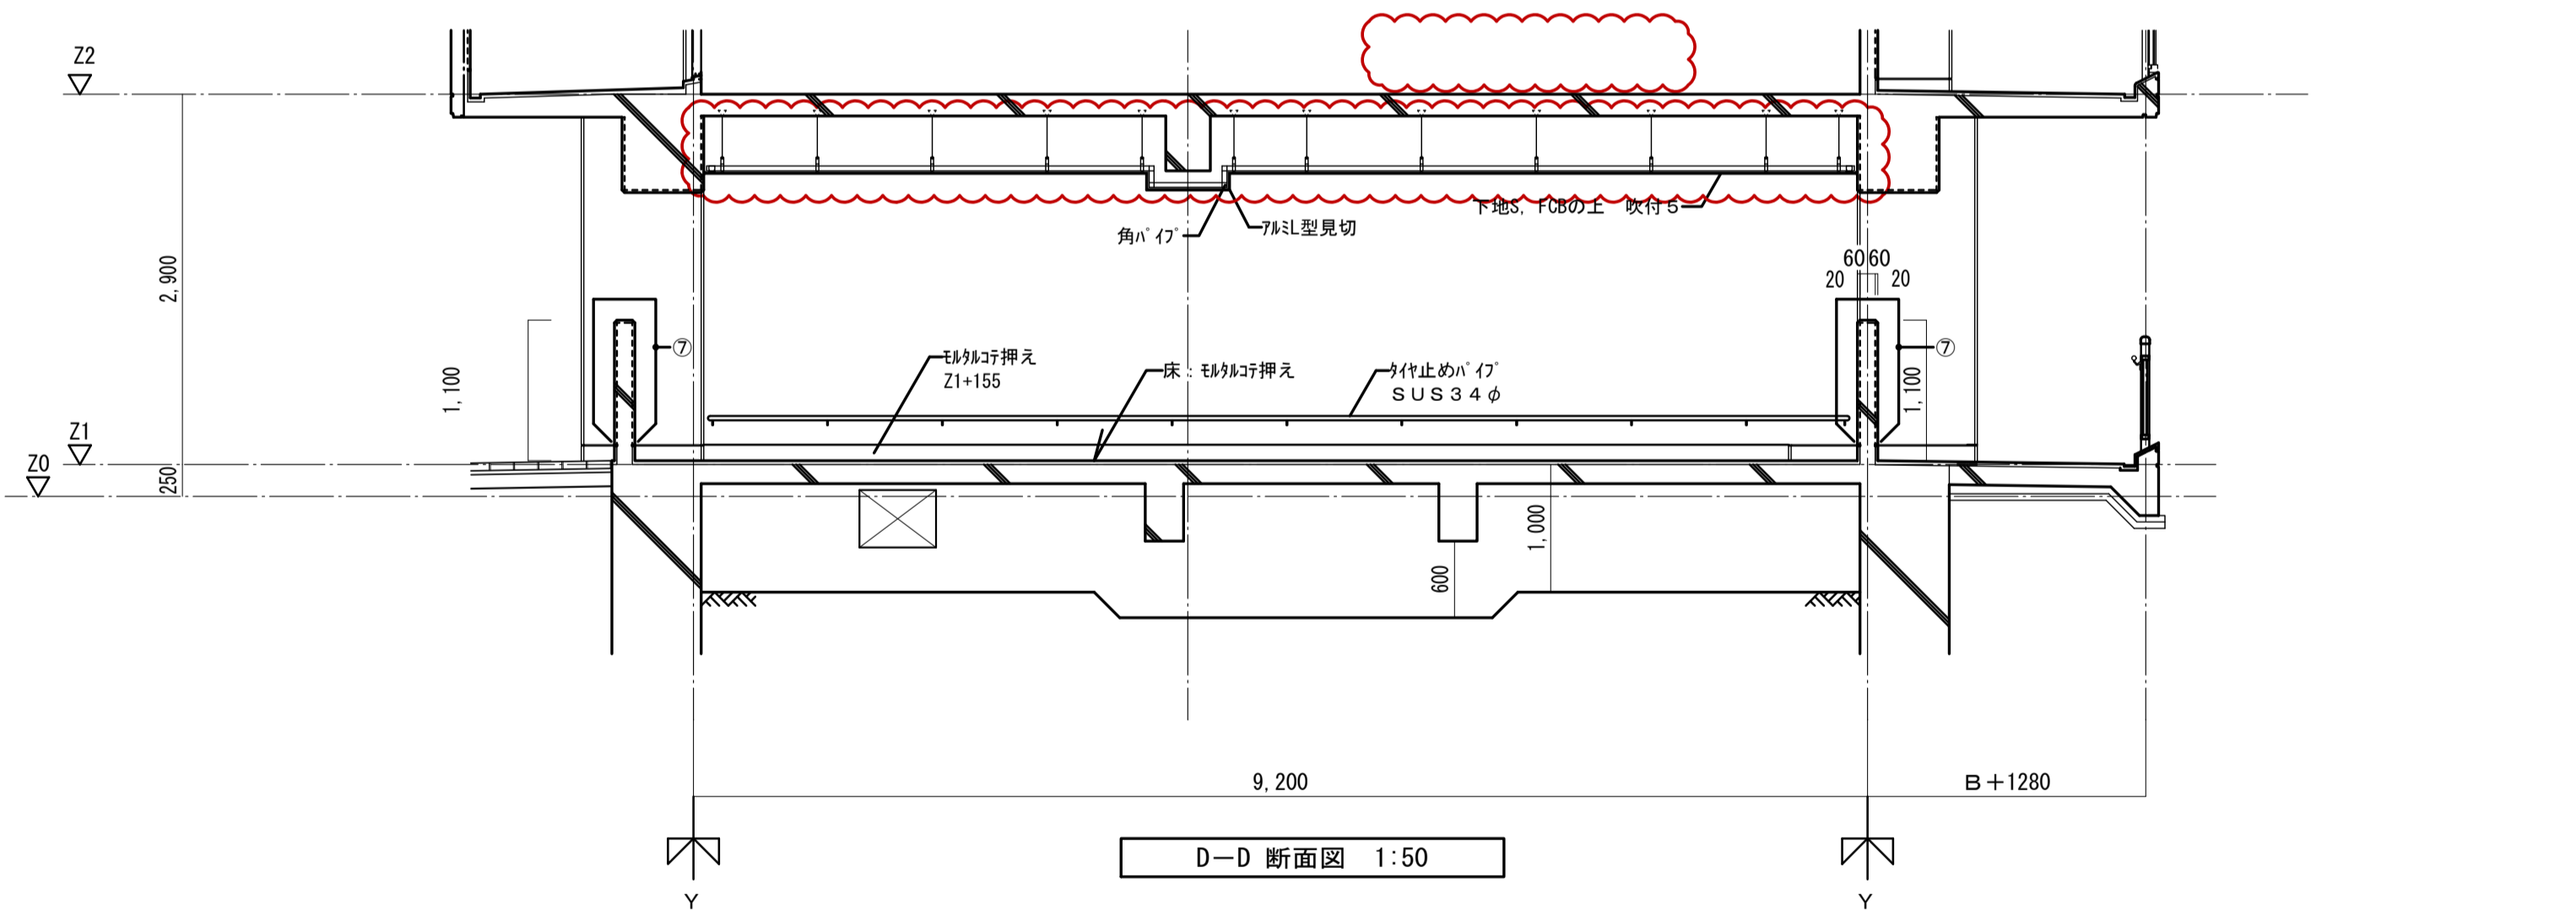 Z2
2,900
下地S, FCBの上　吹付５
角ﾊﾟｲﾌﾟ
ｱﾙﾐL型見切
60 60
20
20
⑦
⑦
1,100
1,100
ﾓﾙﾀﾙｺﾃ押え
Z1+155
床：ﾓﾙﾀﾙｺﾃ押え
ﾀｲﾔ止めﾊﾟｲﾌﾟ
ＳＵＳ３４φ
Z1
Z0
250
1,000
600
9,200
Ｂ＋1280
D－D 断面図　1:50
Y
Y